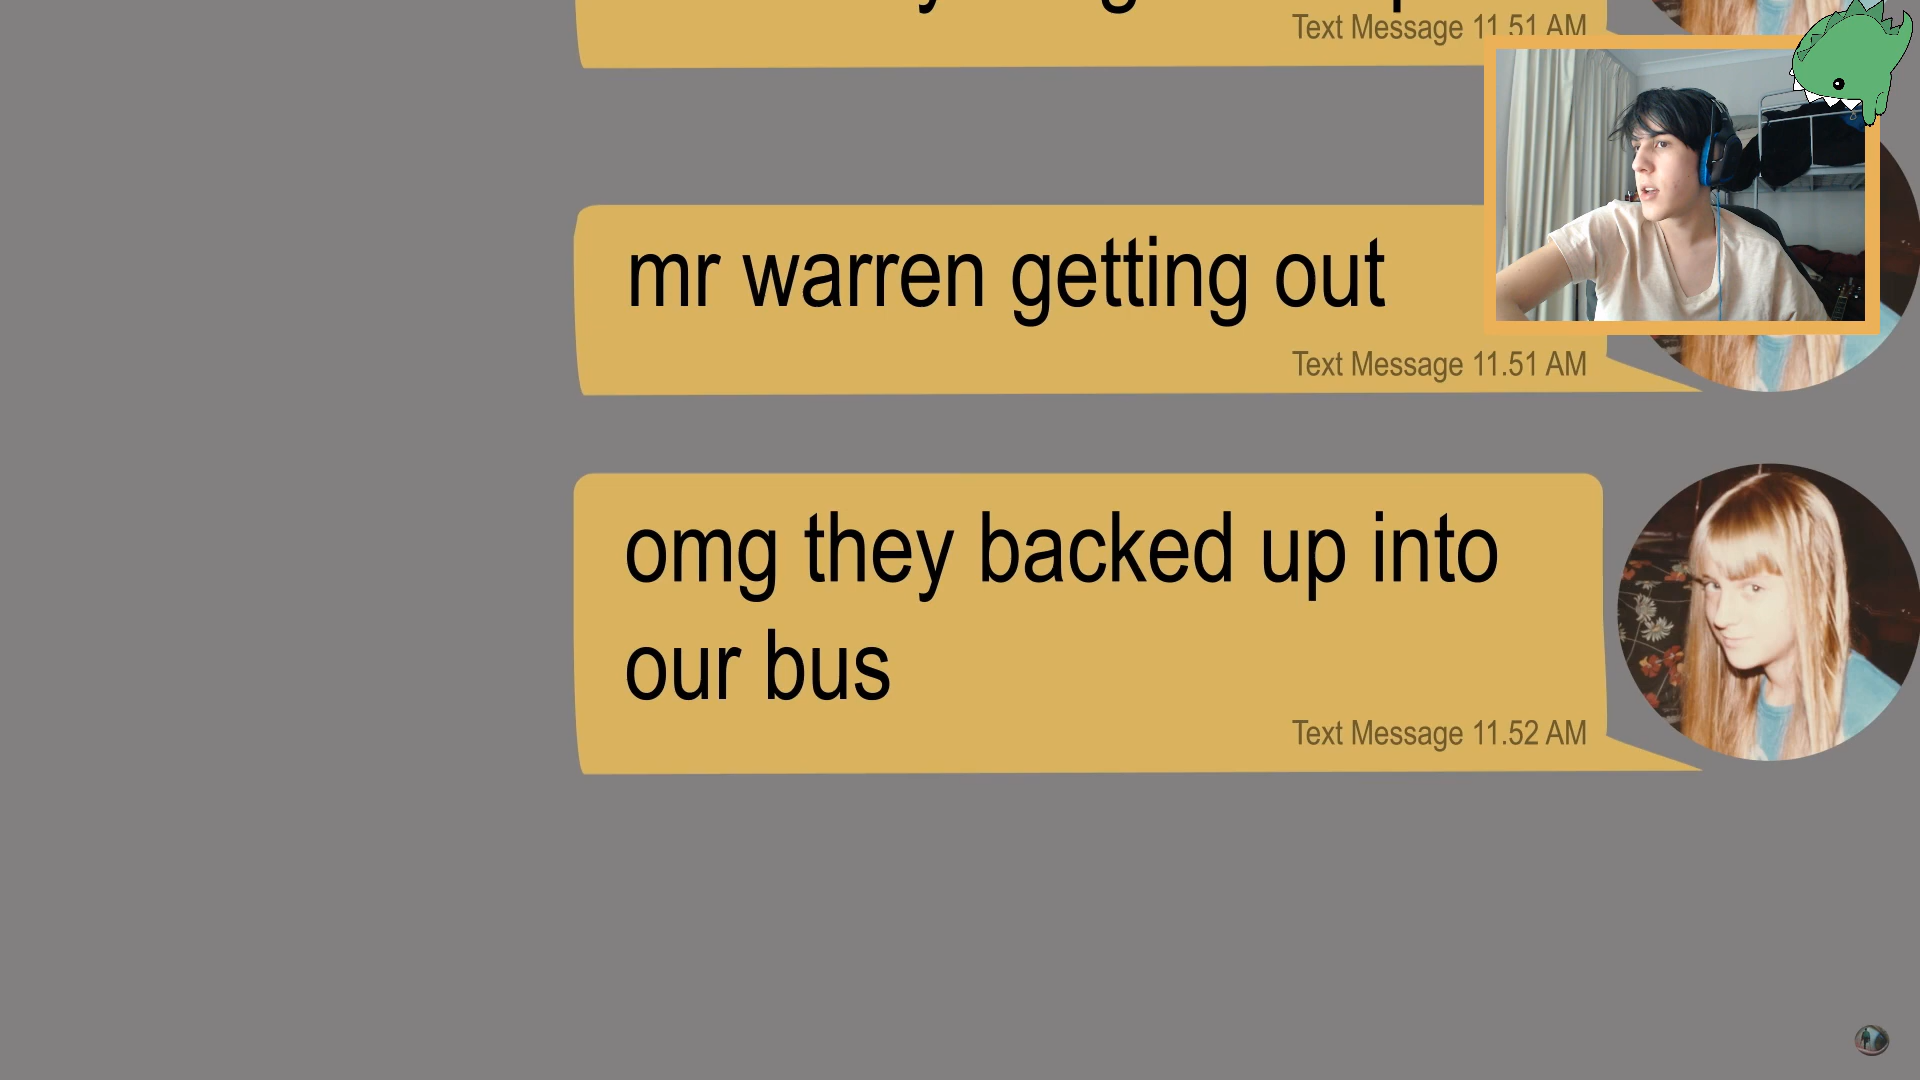 Text Message 11.51 AM
mr warren getting out
Text Message 11.51 AM
omg they backed up into
our bus
Text Message 11.52 AM